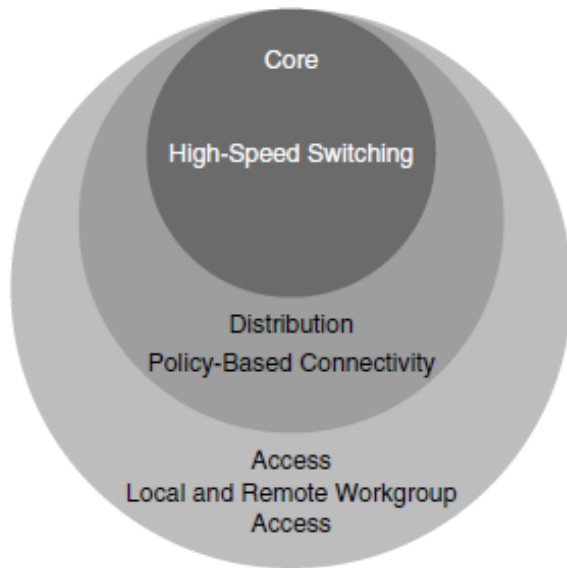 Core
High-Speed Switching
Distribution
Policy-Based Connectivity
Access
Local and Remote Workgroup
Access